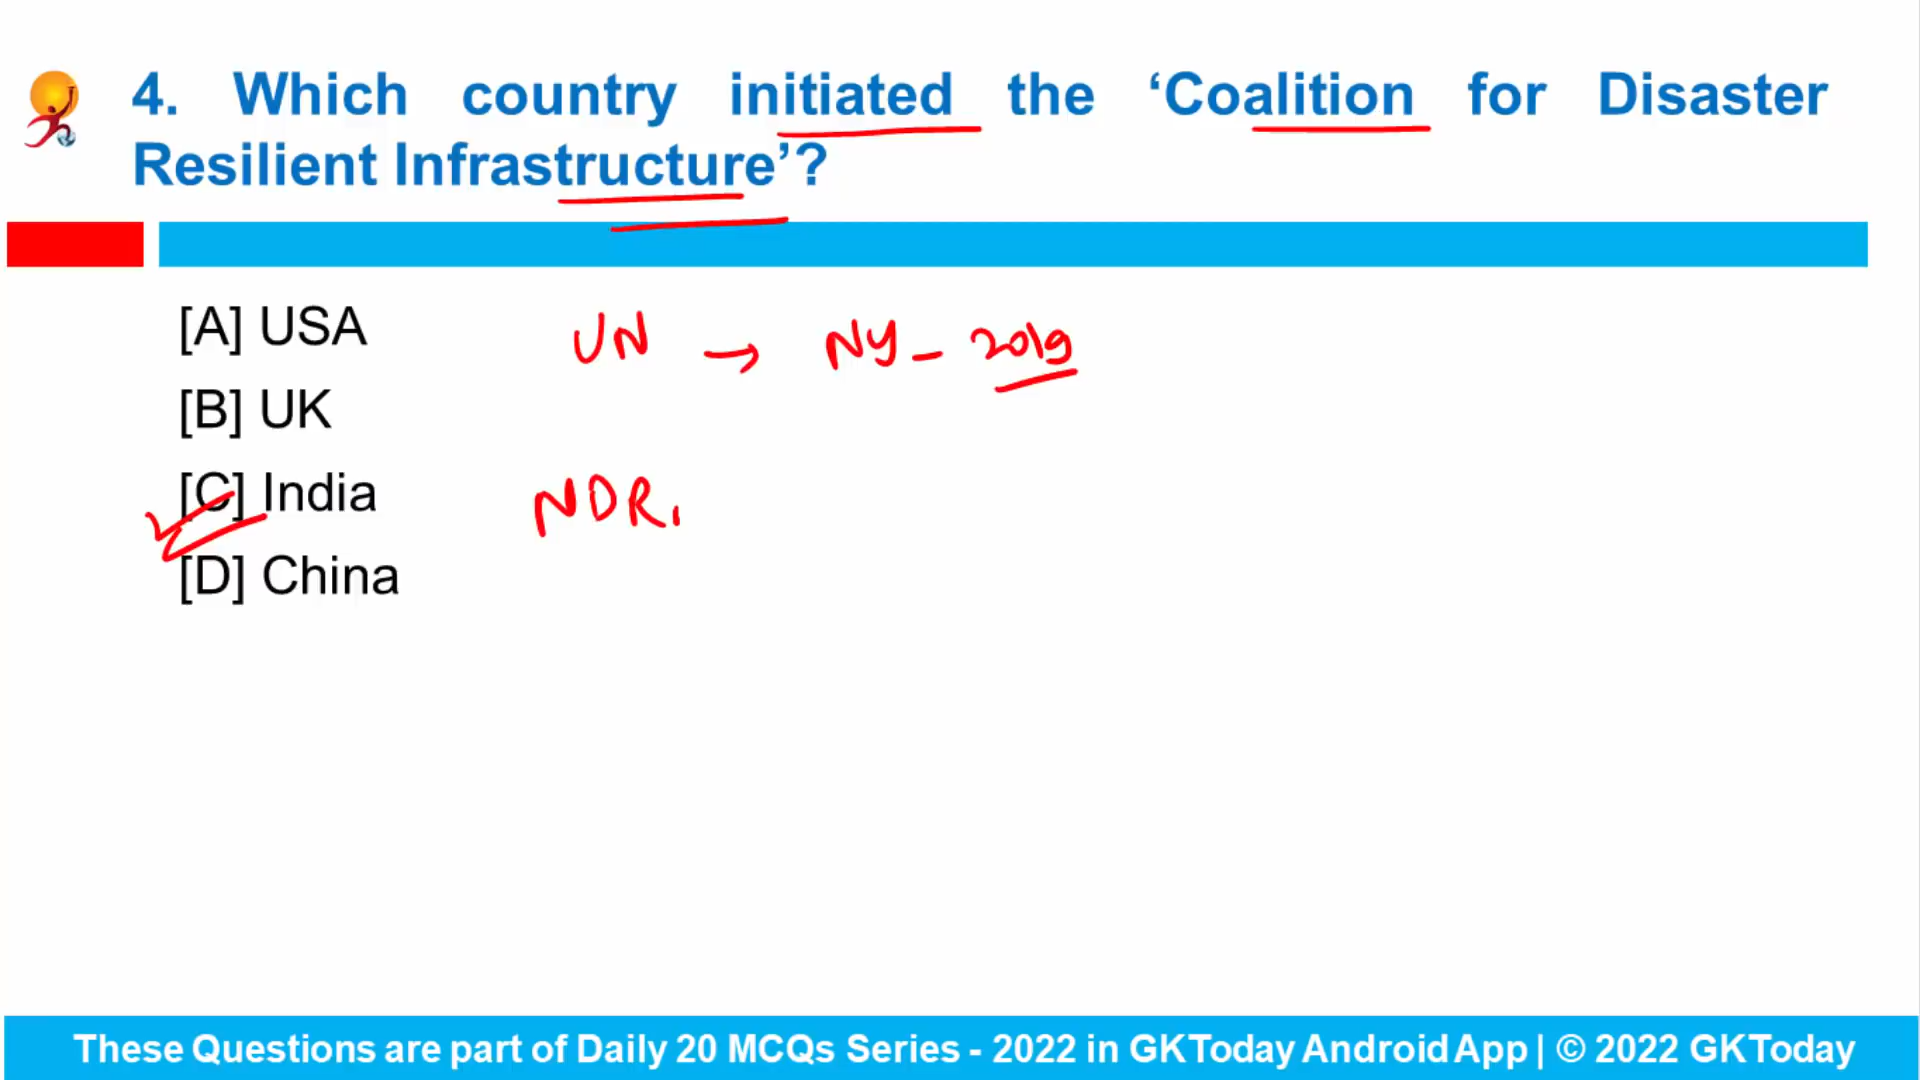 4. Which country initiated the ‘Coalition for Disaster
Resilient Infrastructure’?
[A] USA
UN → NY - 2019
[B] UK
[C] India
NDR
[D] China
These Questions are part of Daily 20 MCQs Series - 2022 in GKToday Android App | © 2022 GKToday